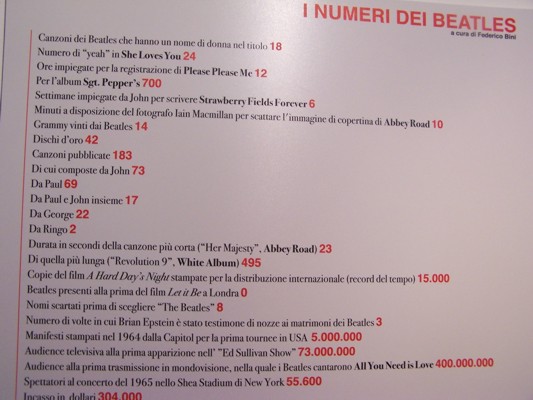 I NUMERI DEI BEATLES
a cura di Federico Bini
Canzoni dei Beatles che hanno un nome di donna nel titolo 18
Numero di “yeah” in She Loves You 24
Ore impiegate per la registrazione di Please Please Me 12
Per l’album Sgt. Pepper’s 700
Settimane impiegate da John per scrivere Strawberry Fields Forever 6
Minuti a disposizione del fotografo Iain Macmillan per scattare l’immagine di copertina di Abbey Road 10
Grammy vinti dai Beatles 14
Dischi d’oro 42
Canzoni pubblicate 183
Di cui composte da John 73
Da Paul 69
Da Paul e John insieme 17
Da George 22
Da Ringo 2
Durata in secondi della canzone più corta (“Her Majesty”, Abbey Road) 23
Di quella più lunga (“Revolution 9”, White Album) 495
Copie del film A Hard Day’s Night stampate per la distribuzione internazionale (record del tempo) 15.000
Beatles presenti alla prima del film Let it Be a Londra 0
Nomi scartati prima di scegliere “The Beatles” 8
Numero di volte in cui Brian Epstein è stato testimone di nozze ai matrimoni dei Beatles 3
Manifesti stampati nel 1964 dalla Capitol per la prima tournee in USA 5.000.000
Audience televisiva alla prima apparizione nell’ “Ed Sullivan Show” 73.000.000
Audience alla prima trasmissione in mondovisione, nella quale i Beatles cantarono All You Need is Love 400.000.000
Spettatori al concerto del 1965 nello Shea Stadium di New York 55.600
Incasso in dollari 304.000